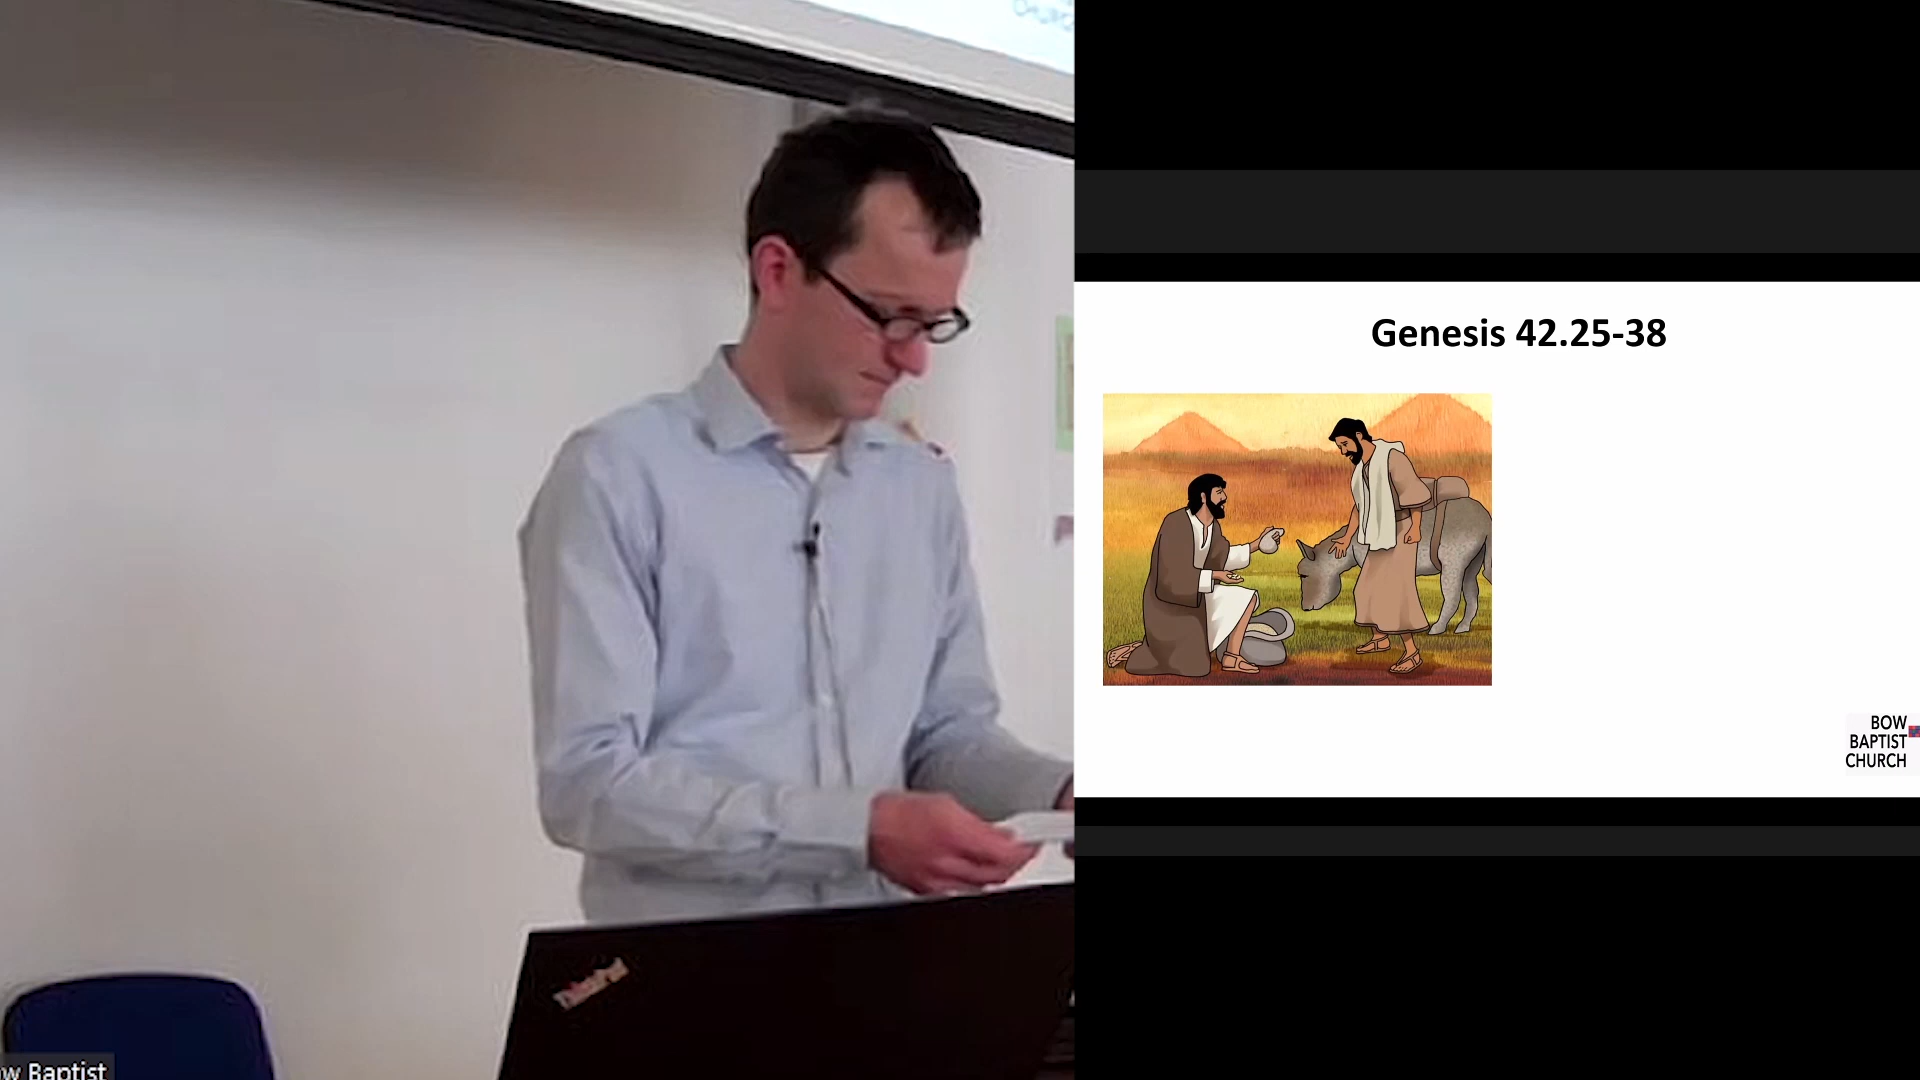 Genesis 42.25-38
BOW
BAPTIST
CHURCH
Baptist